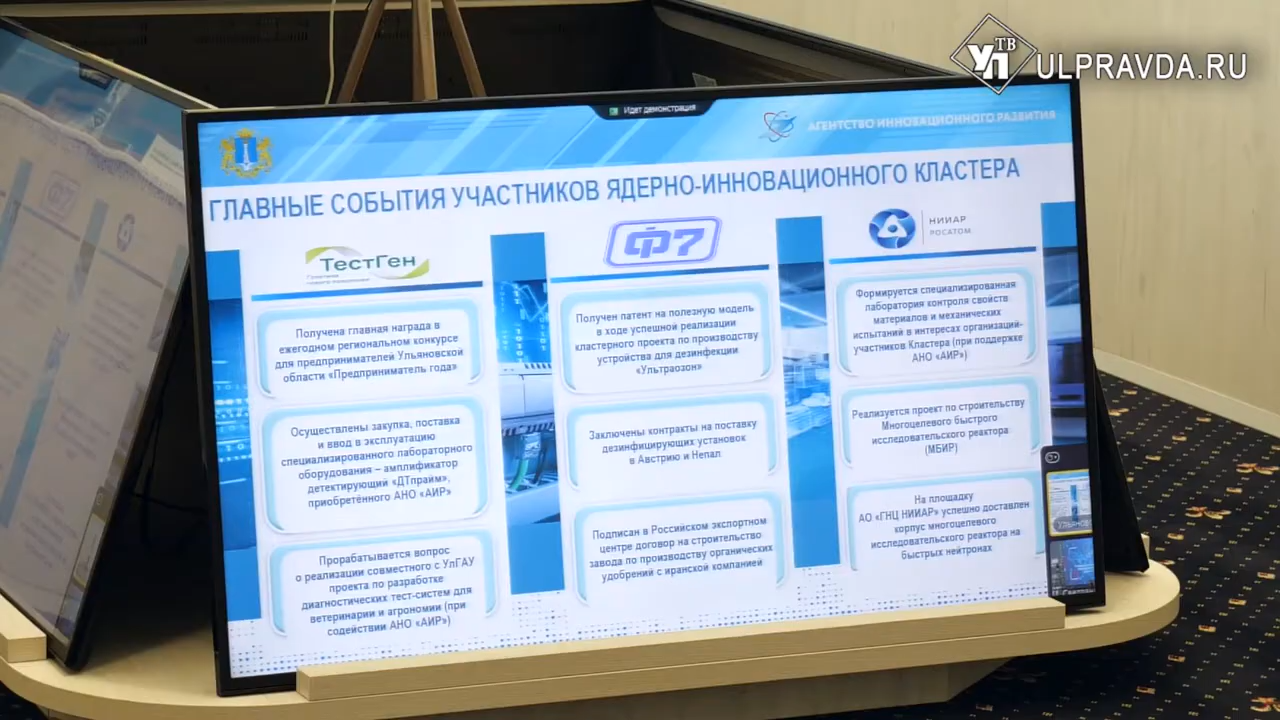 УП ТВ
ULPRAVDA.RU
Идет демонстрация
АГЕНТСТВО ИННОВАЦИОННОГО РАЗВИТИЯ
ГЛАВНЫЕ СОБЫТИЯ УЧАСТНИКОВ ЯДЕРНО-ИННОВАЦИОННОГО КЛАСТЕРА
ТестГен
Получена главная награда в
ежегодном региональном конкурсе
для предпринимателей Ульяновской
области «Предприниматель года»
Осуществлены закупка, поставка
и ввод в эксплуатацию
специализированного лабораторного
оборудования – амплификатор
детектирующий «ДТпрайм»,
приобретённого АНО «АИР»
Прорабатывается вопрос
о реализации совместного с УлГАУ
проекта по разработке
диагностических тест-систем для
ветеринарии и агрономии (при
содействии АНО «АИР»)
Ф7
Получен патент на полезную модель
в ходе успешной реализации
кластерного проекта по производству
устройства для дезинфекции
«Ультраозон»
Заключены контракты на поставку
дезинфицирующих установок
в Австрию и Непал
Подписан в Российском экспортном
центре договор на строительство
завода по производству органических
удобрений с иранской компанией
НИИАР
РОСАТОМ
Формируется специализированная
лаборатория контроля свойств
материалов и механических
испытаний в интересах организаций-
участников Кластера (при поддержке
АНО «АИР»)
Реализуется проект по строительству
Многоцелевого быстрого
исследовательского реактора
(МБИР)
На площадку
АО «ГНЦ НИИАР» успешно доставлен
корпус многоцелевого
исследовательского реактора на
быстрых нейтронах
Ф7